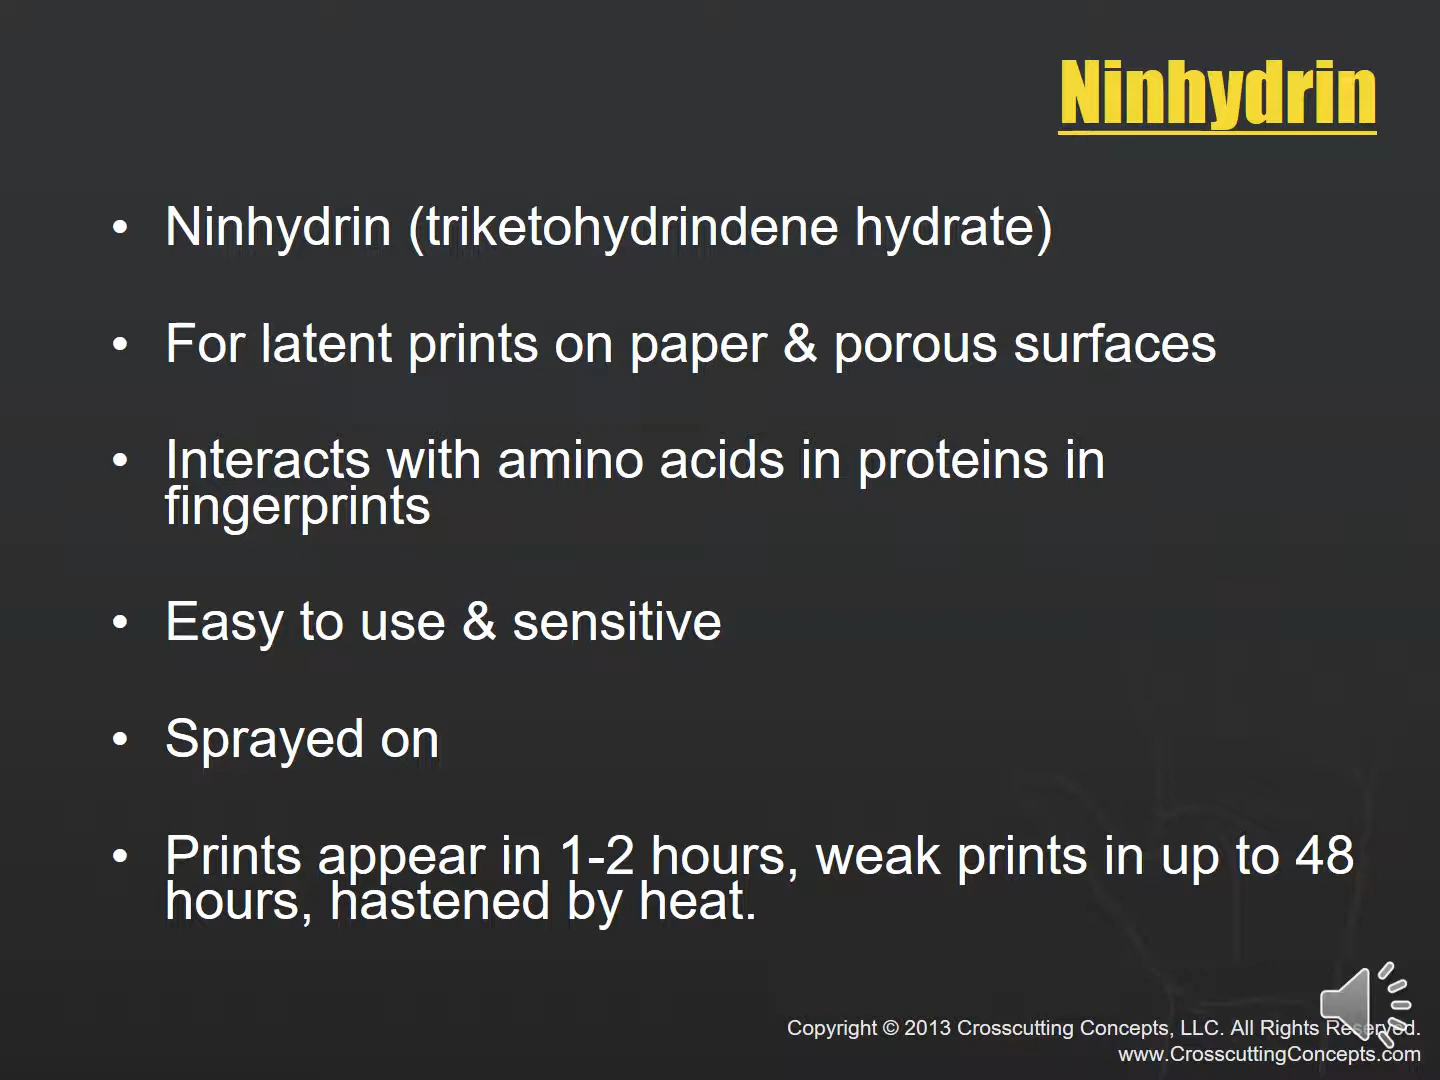 Ninhydrin
• Ninhydrin (triketohydrindene hydrate)
• For latent prints on paper & porous surfaces
• Interacts with amino acids in proteins in
fingerprints
• Easy to use & sensitive
• Sprayed on
• Prints appear in 1-2 hours, weak prints in up to 48
hours, hastened by heat.
Copyright © 2013 Crosscutting Concepts, LLC. All Rights Reserved.
www.CrosscuttingConcepts.com